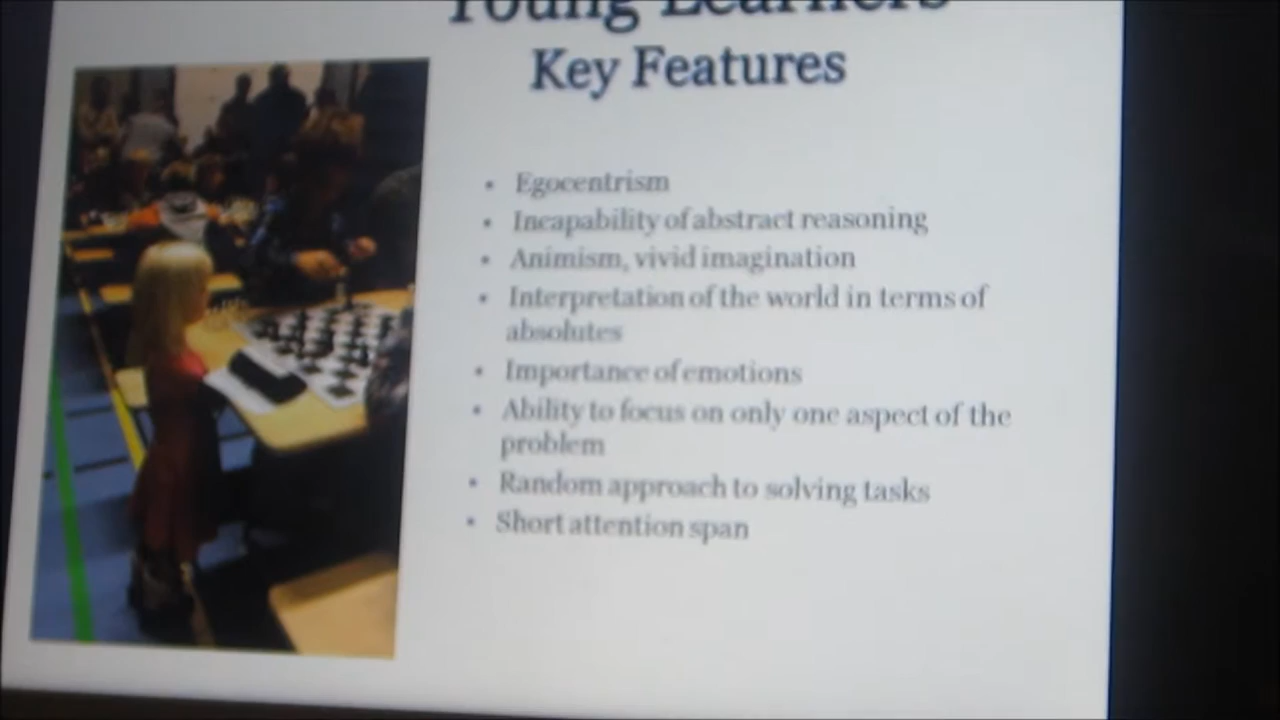 Young Learners
Key Features
• Egocentrism
• Incapability of abstract reasoning
• Animism, vivid imagination
• Interpretation of the world in terms of
absolutes
• Importance of emotions
• Ability to focus on only one aspect of the
problem
• Random approach to solving tasks
• Short attention span